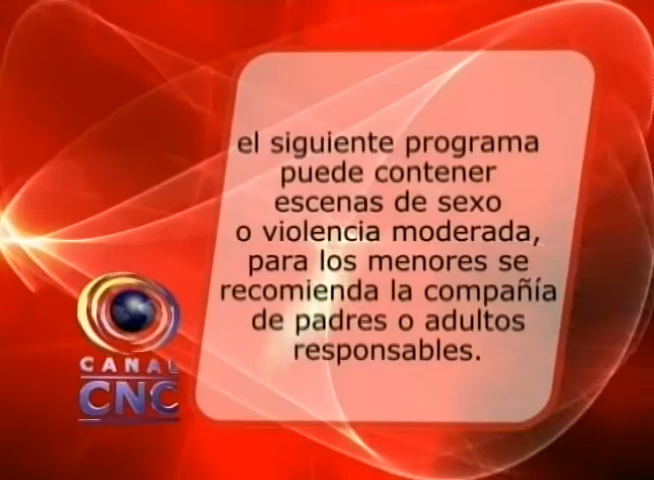 el siguiente programa
puede contener
escenas de sexo
o violencia moderada,
para los menores se
recomienda la compañía
de padres o adultos
responsables.
CANAL
CNC